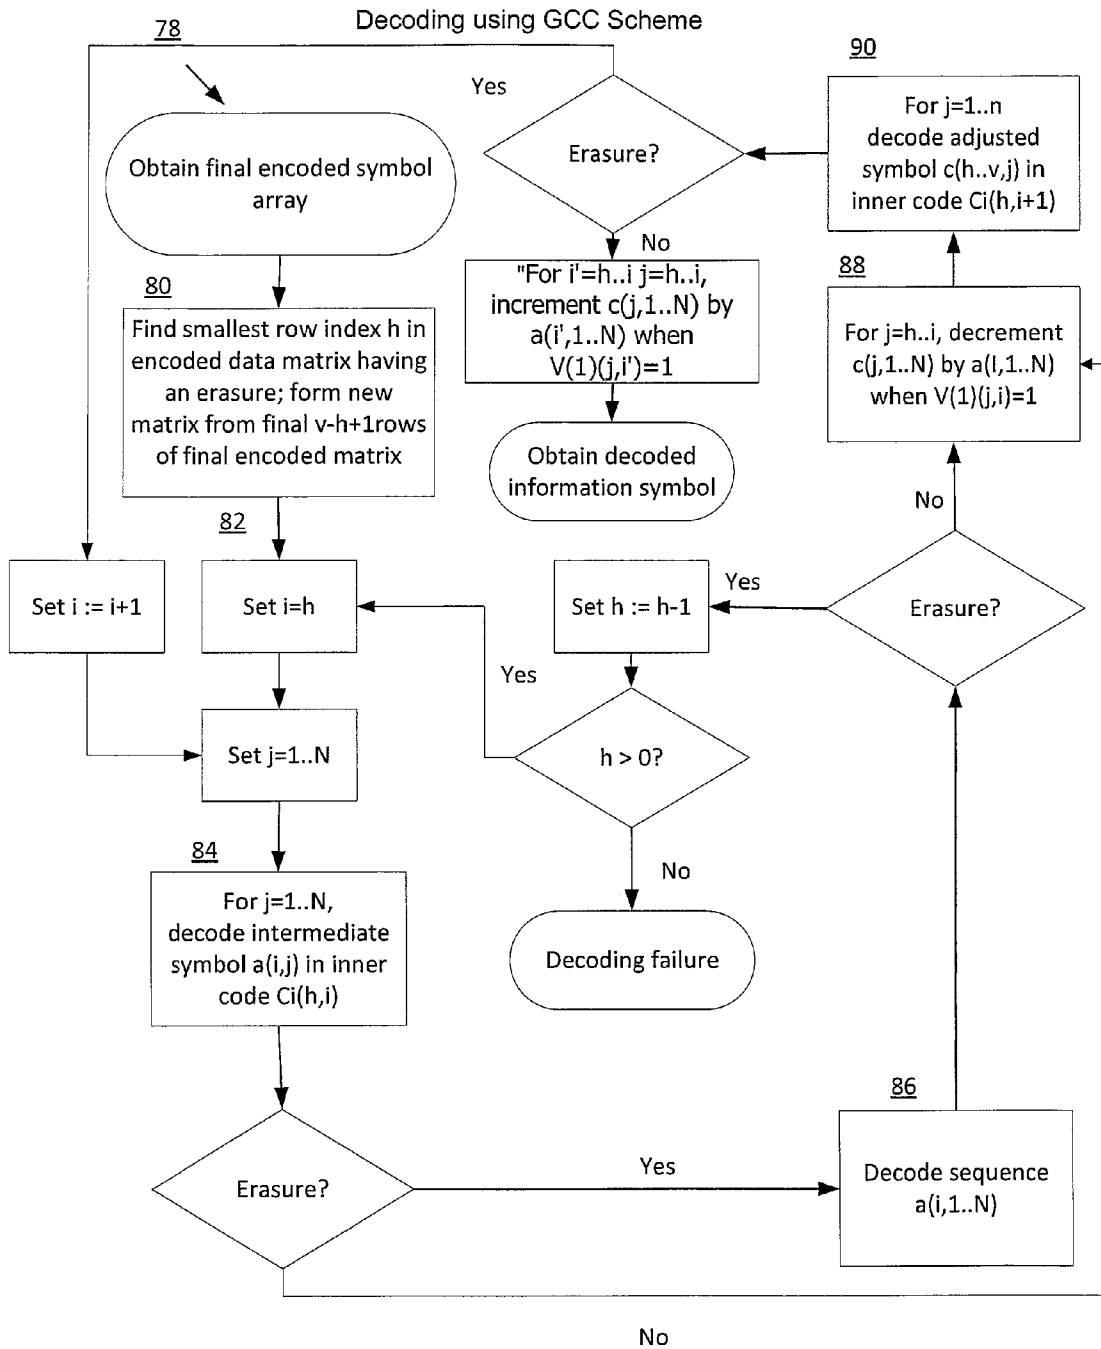 Decoding using GCC Scheme
78
Obtain final encoded symbol
array
80
Find smallest row index h in
encoded data matrix having
an erasure; form new
matrix from final v-h+1rows
of final encoded matrix
82
Set i := i+1
Set i=h
Set j=1..N
84
For j=1..N,
decode intermediate
symbol a(i,j) in inner
code Ci(h,i)
Erasure?
Yes
No
86
Decode sequence
a(i,1..N)
Erasure?
Yes
No
Set h := h-1
h > 0?
Yes
No
Decoding failure
88
For j=h..i, decrement
c(j,1..N) by a(I,1..N)
when V(1)(j,i)=1
90
For j=1..n
decode adjusted
symbol c(h..v,j) in
inner code Ci(h,i+1)
Erasure?
Yes
No
"For i'=h..i j=h..i,
increment c(j,1..N) by
a(i',1..N) when
V(1)(j,i')=1
Obtain decoded
information symbol